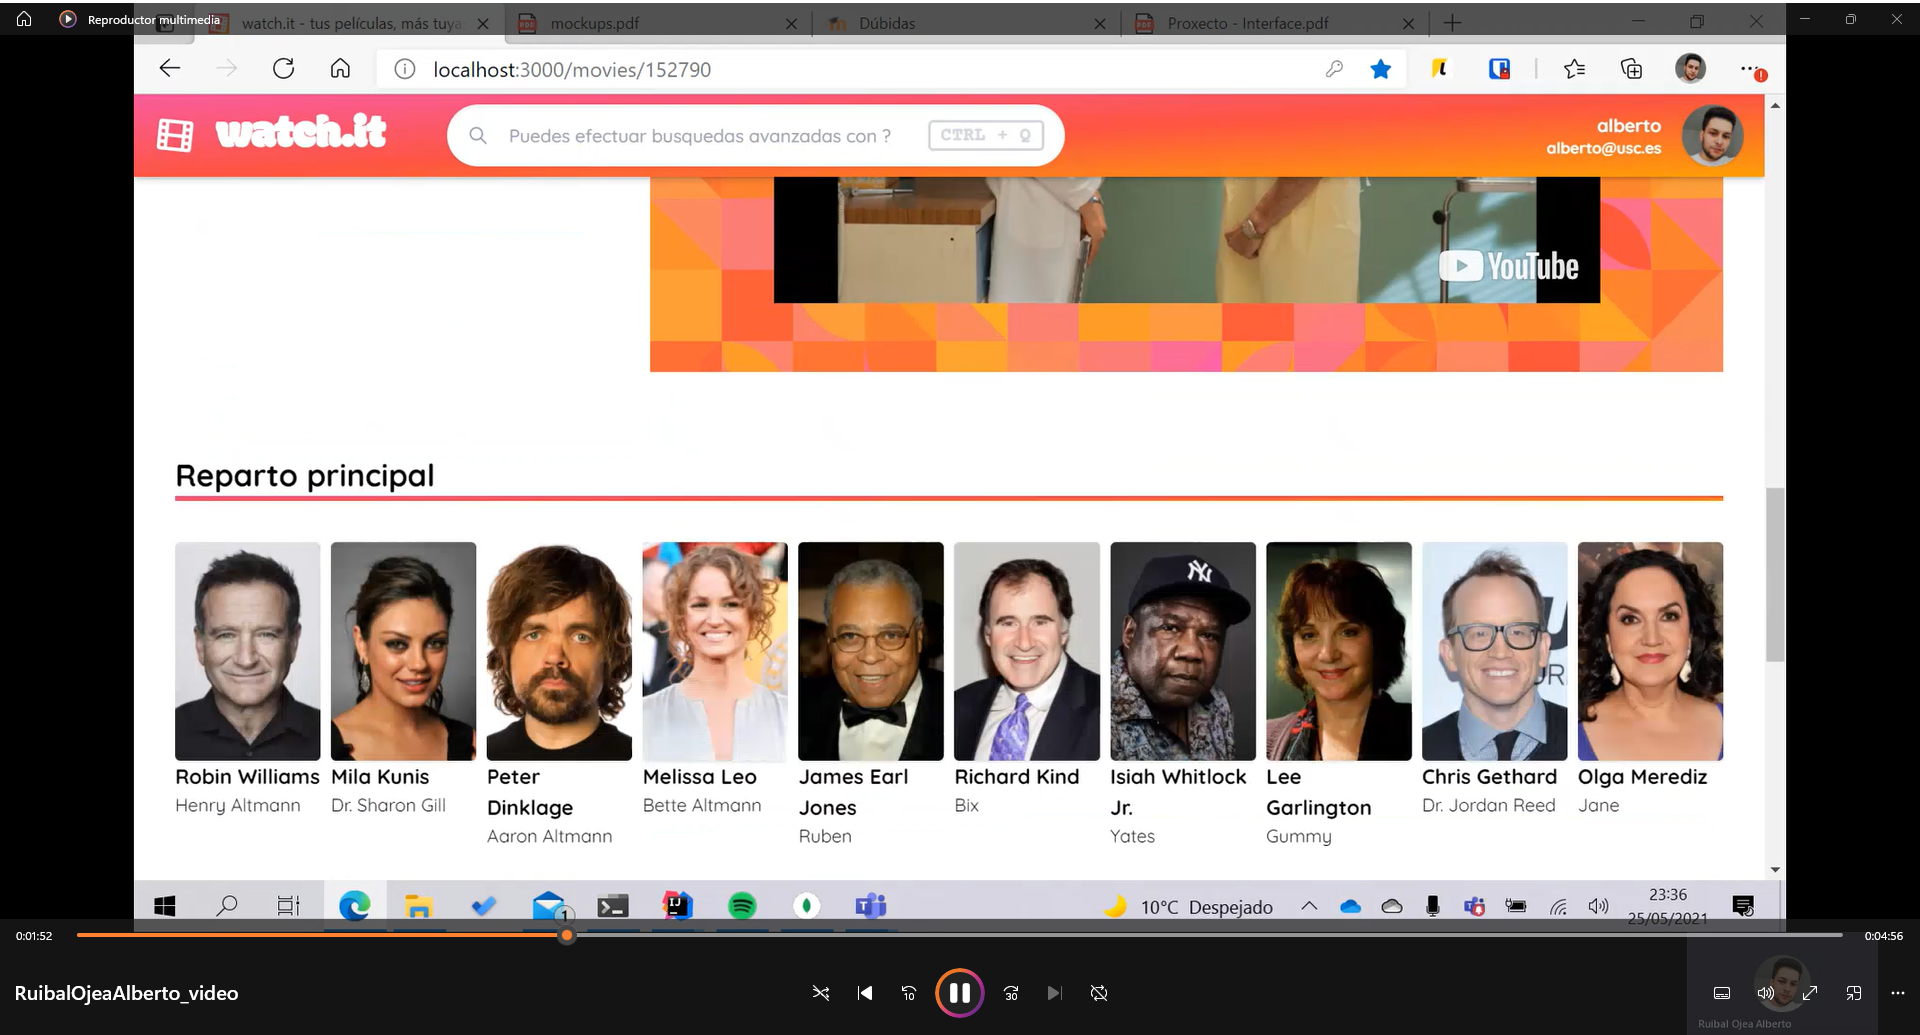 Reproductor multimedia
watch.it - tus películas, más tuya
mockups.pdf
Dúbidas
Proxecto - Interface.pdf
localhost:3000/movies/152790
watch.it
Puedes efectuar busquedas avanzadas con ?
CTRL + Q
alberto
alberto@usc.es
YouTube
Reparto principal
Robin Williams
Henry Altmann
Mila Kunis
Dr. Sharon Gill
Peter
Dinklage
Aaron Altmann
Melissa Leo
Bette Altmann
James Earl
Jones
Ruben
Richard Kind
Bix
Isiah Whitlock
Jr.
Yates
Lee
Garlington
Gummy
Chris Gethard
Dr. Jordan Reed
Olga Merediz
Jane
1
10°C Despejado
23:36
25/05/2021
0:01:52
0:04:56
RuibalOjeaAlberto_video
10
30
Ruibal Ojea Alberto